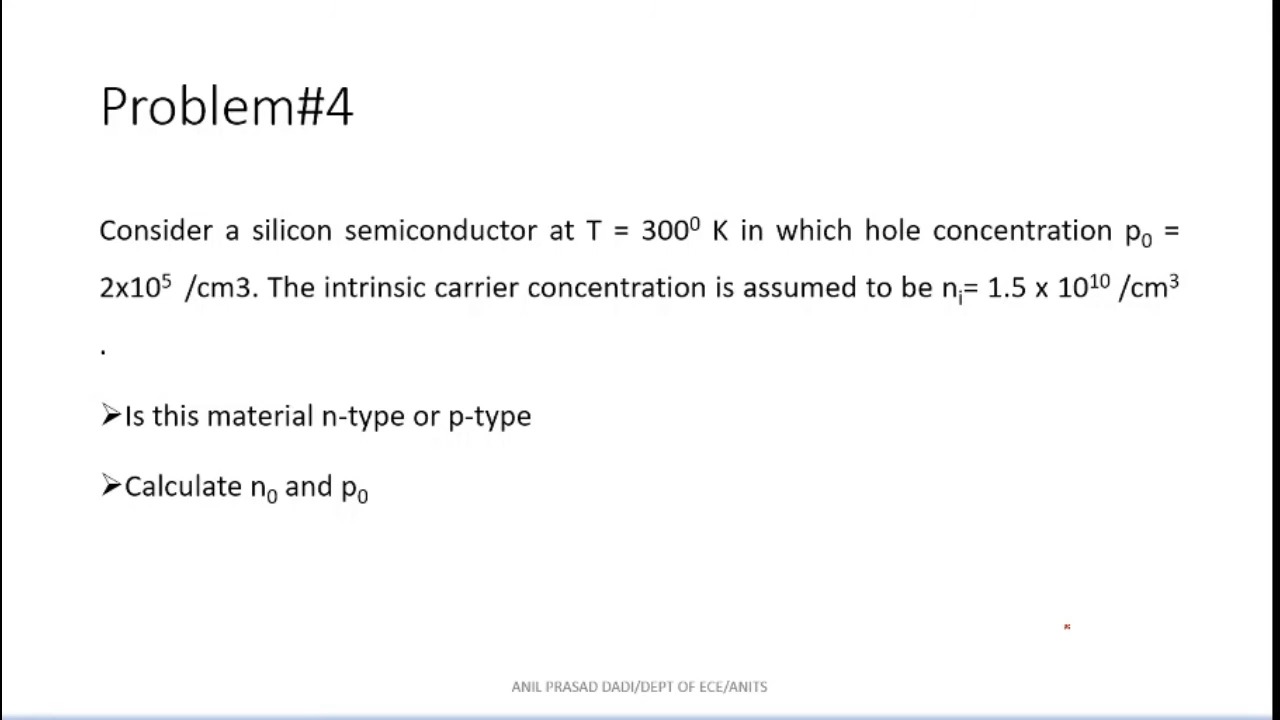 Problem#4
Consider a silicon semiconductor at T = 300⁰ K in which hole concentration p₀ =
2x10⁵ /cm3. The intrinsic carrier concentration is assumed to be nᵢ= 1.5 x 10¹⁰ /cm³
.
➢Is this material n-type or p-type
➢Calculate n₀ and p₀
ANIL PRASAD DADI/DEPT OF ECE/ANITS